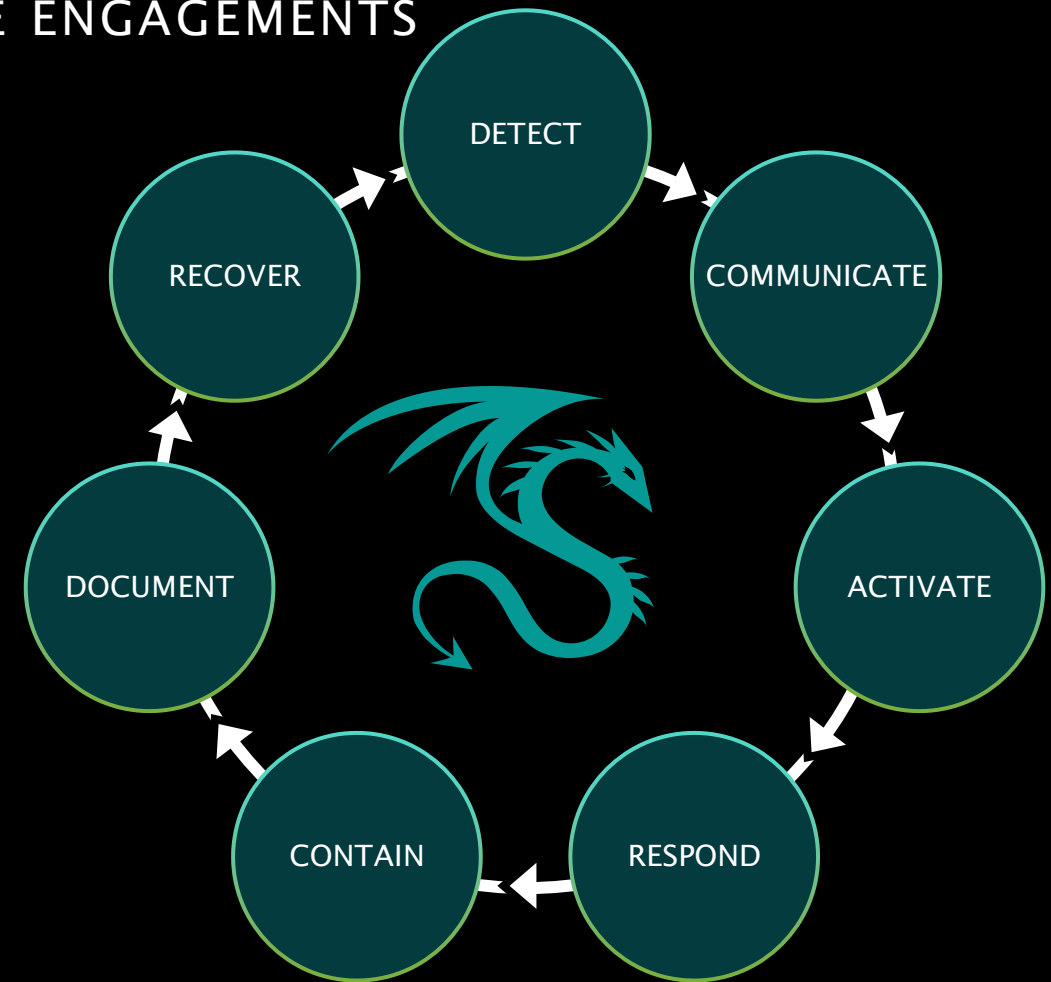 E ENGAGEMENTS
DETECT
COMMUNICATE
ACTIVATE
RESPOND
CONTAIN
DOCUMENT
RECOVER